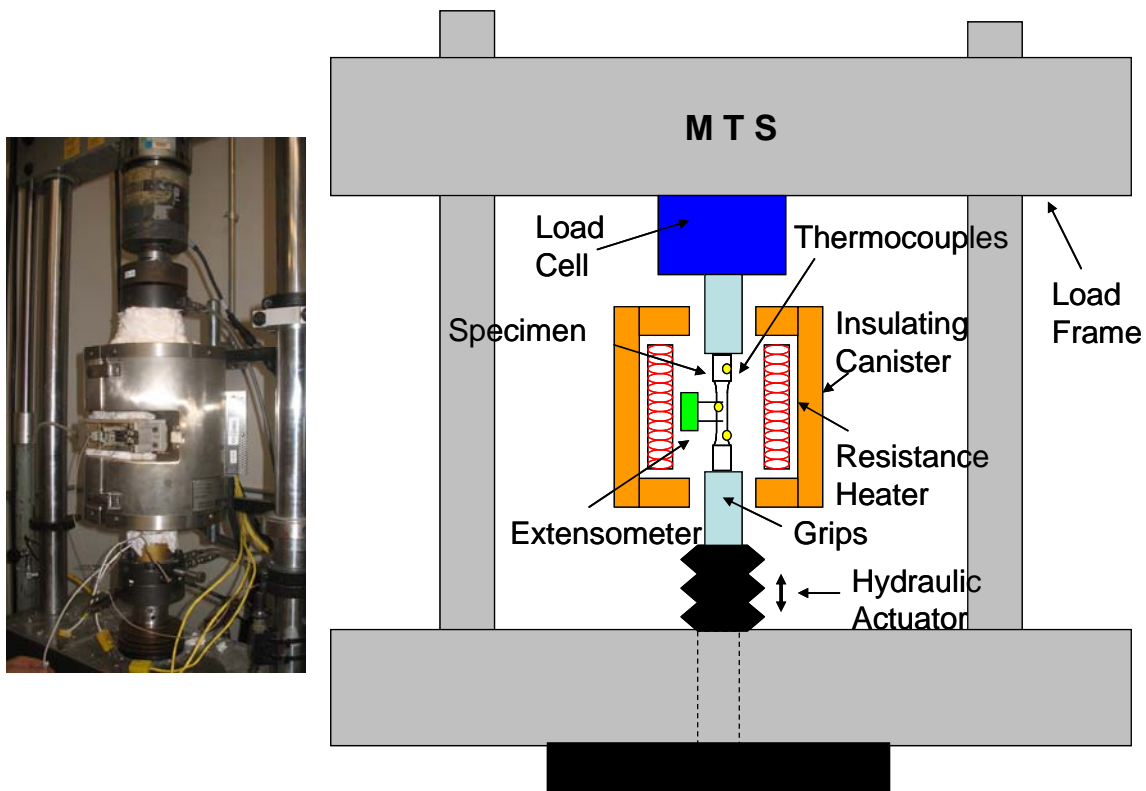 M T S
Load
Cell
Thermocouples
Load
Frame
Specimen
Insulating
Canister
Resistance
Heater
Extensometer
Grips
Hydraulic
Actuator